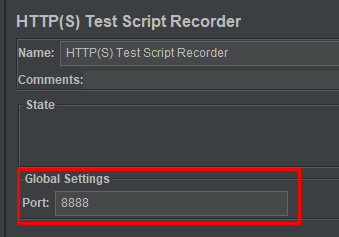 HTTP(S) Test Script Recorder
Name: HTTP(S) Test Script Recorder
Comments:
State
Global Settings
Port: 8888